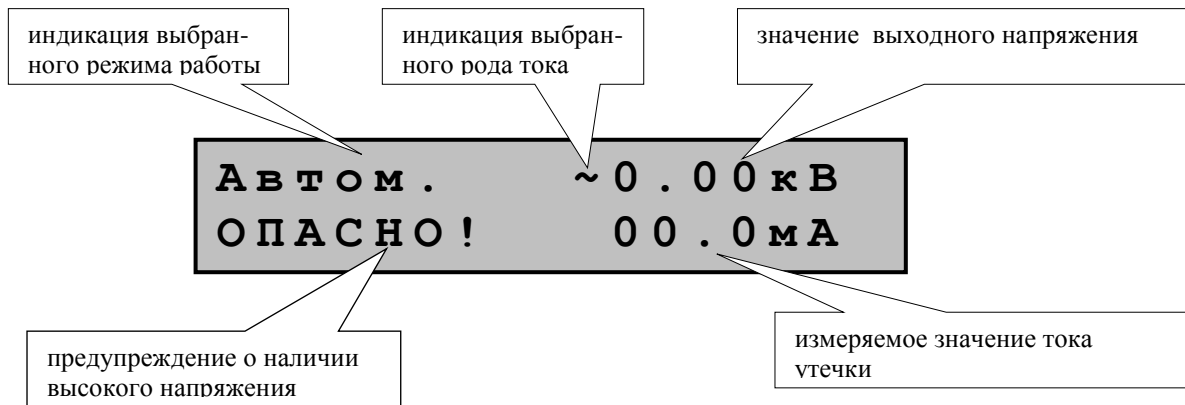 индикация выбран-
ного режима работы
индикация выбран-
ного рода тока
значение выходного напряжения
Автом. ~0.00кВ
ОПАСНО! 00.0мА
предупреждение о наличии
высокого напряжения
измеряемое значение тока
утечки